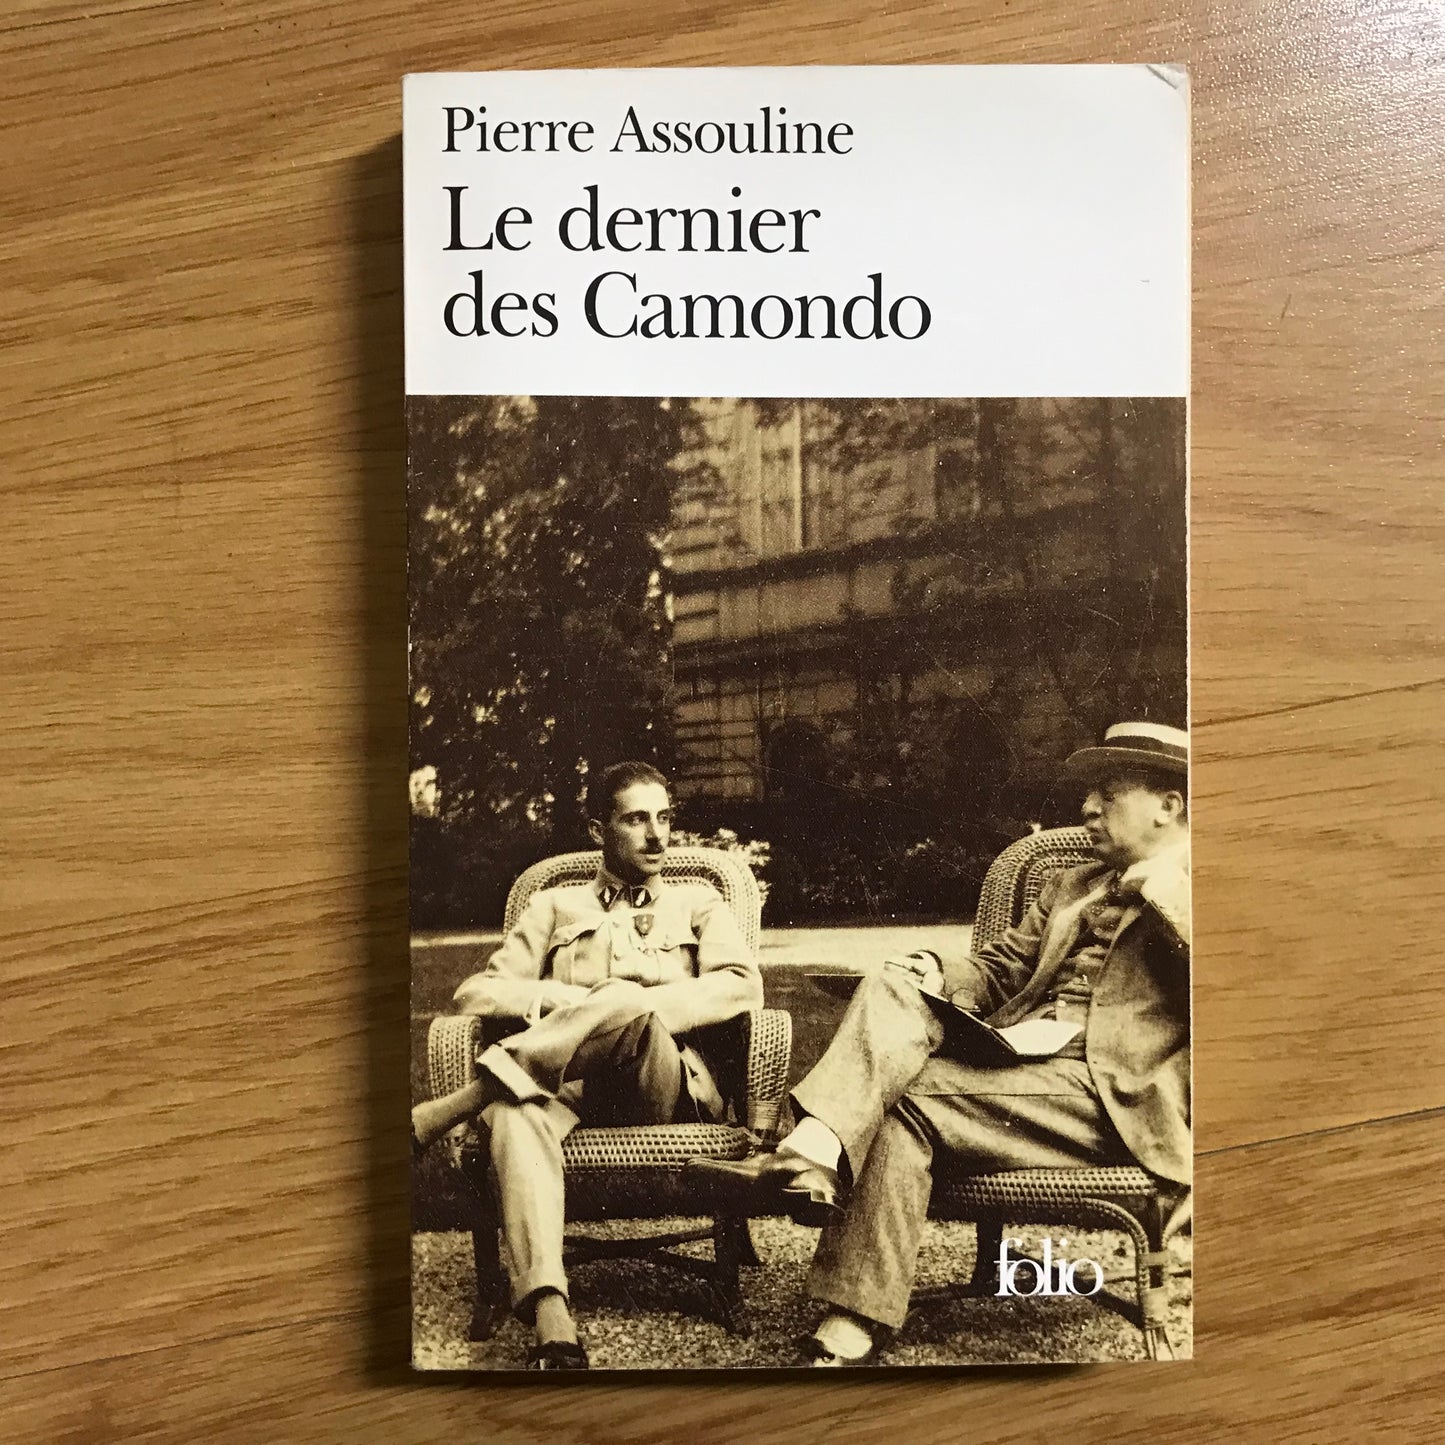 Pierre Assouline
Le dernier
des Camondo
folio